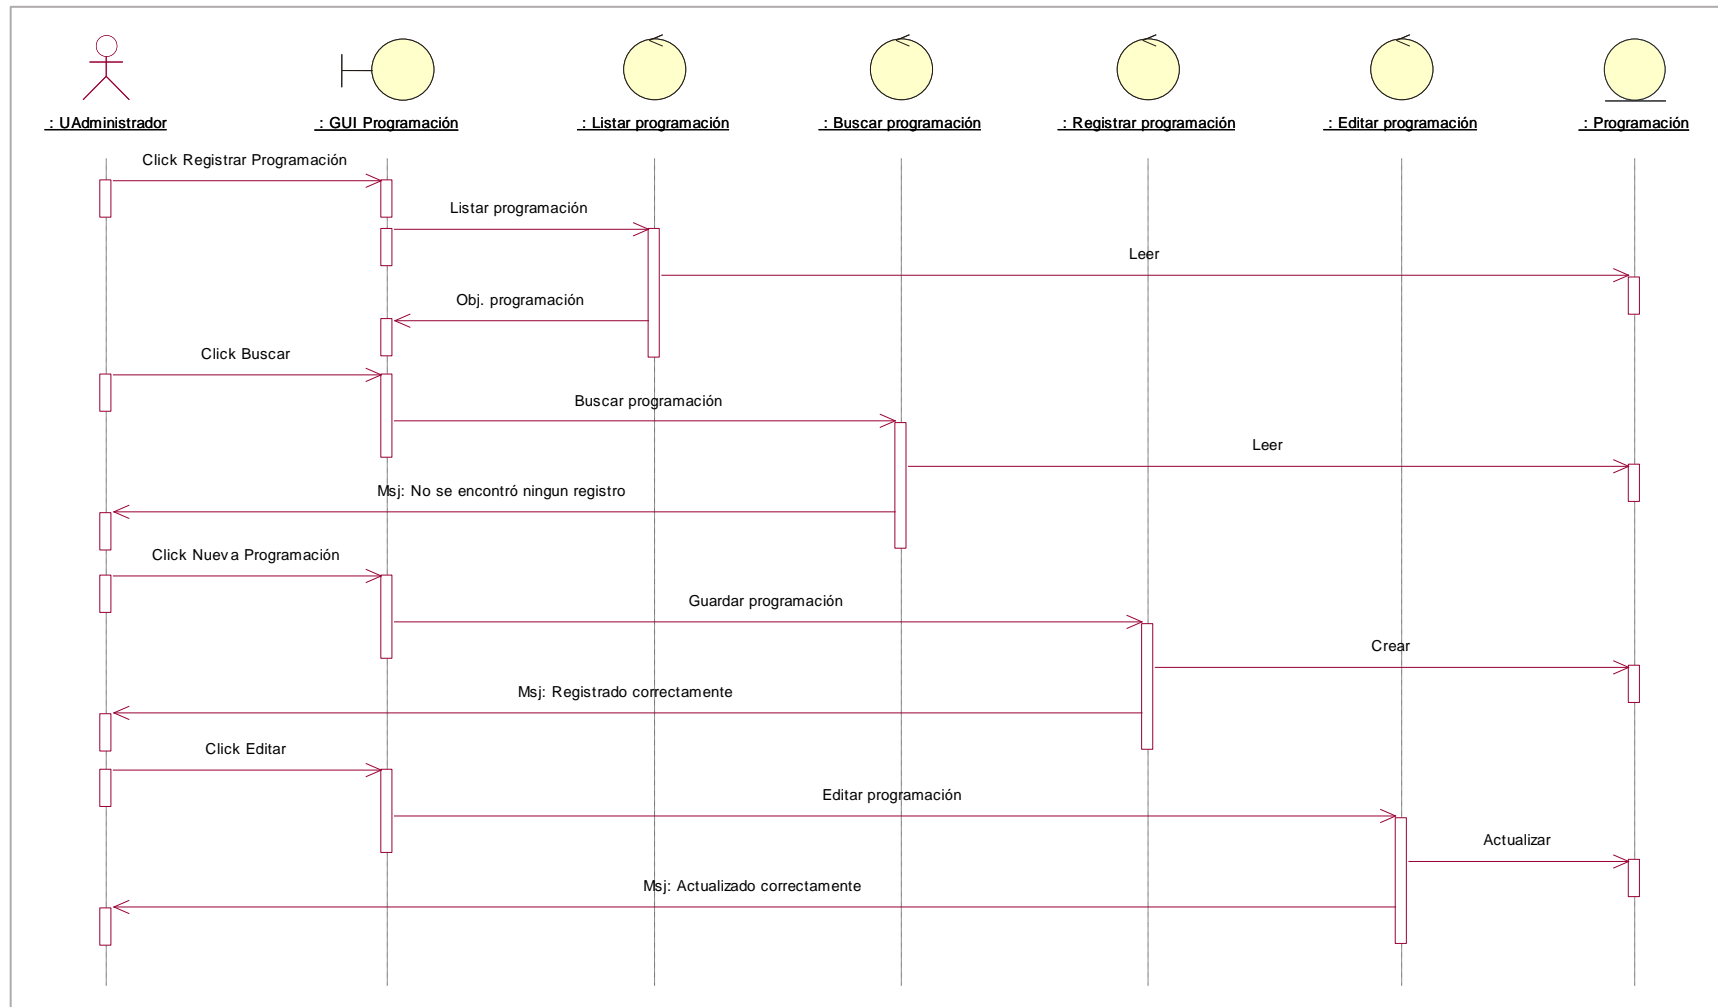 : UAdministrador
: GUI Programación
: Listar programación
: Buscar programación
: Registrar programación
: Editar programación
: Programación
Click Registrar Programación
Listar programación
Leer
Obj. programación
Click Buscar
Buscar programación
Leer
Msj: No se encontró ningun registro
Click Nueva Programación
Guardar programación
Crear
Msj: Registrado correctamente
Click Editar
Editar programación
Actualizar
Msj: Actualizado correctamente